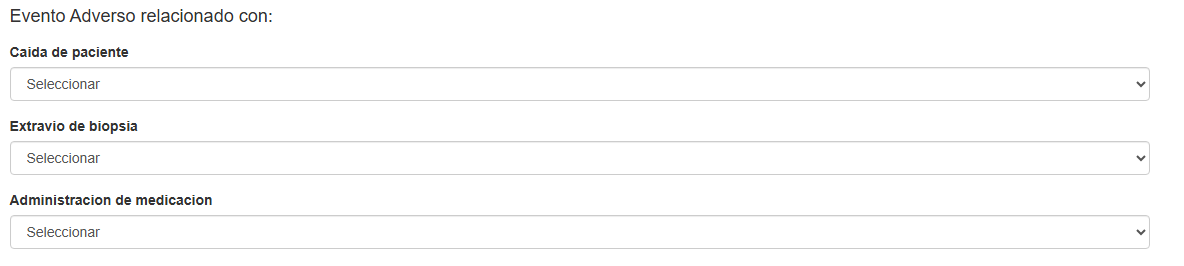 Evento Adverso relacionado con:
Caida de paciente
Seleccionar
Extravio de biopsia
Seleccionar
Administracion de medicacion
Seleccionar